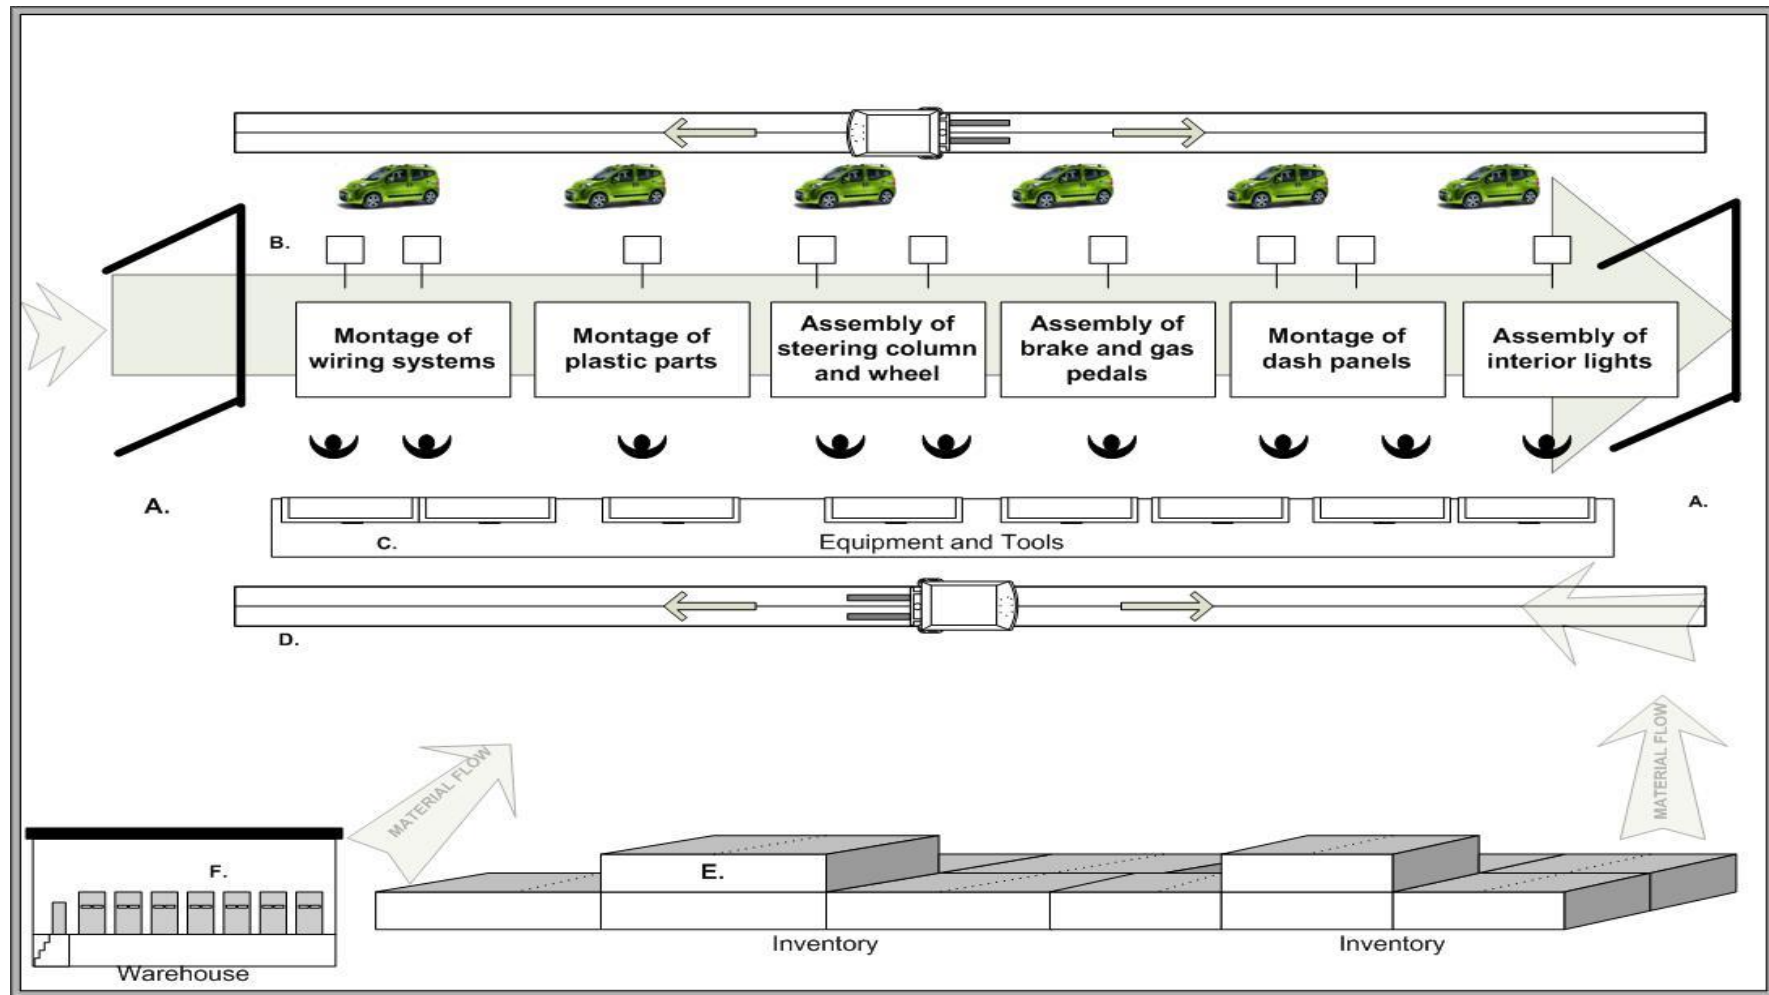 B.
Montage of
wiring systems
Montage of
plastic parts
Assembly of
steering column
and wheel
Assembly of
brake and gas
pedals
Montage of
dash panels
Assembly of
interior lights
A.
A.
C.
Equipment and Tools
D.
MATERIAL FLOW
MATERIAL FLOW
F.
E.
Inventory
Inventory
Warehouse